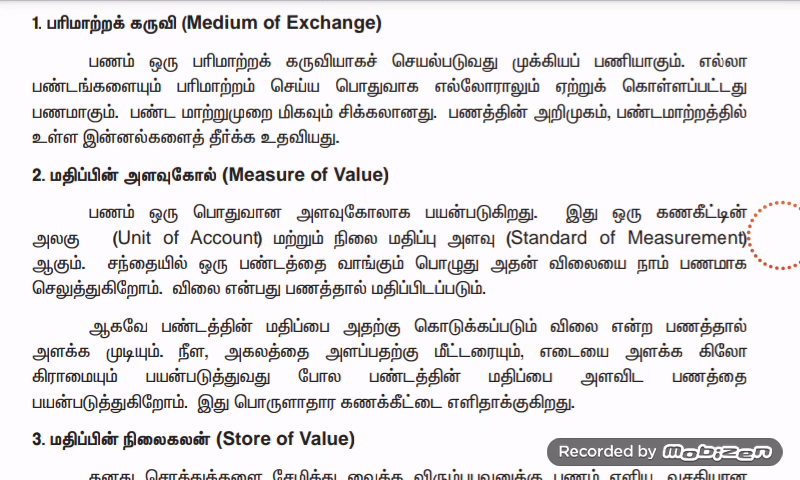 1. பரிமாற்றக் கருவி (Medium of Exchange)
பணம் ஒரு பரிமாற்றக் கருவியாகச் செயல்படுவது முக்கியப் பணியாகும். எல்லா
பண்டங்களையும் பரிமாற்றம் செய்ய பொதுவாக எல்லோராலும் ஏற்றுக் கொள்ளப்பட்டது
பணமாகும். பண்ட மாற்றுமுறை மிகவும் சிக்கலானது. பணத்தின் அறிமுகம், பண்டமாற்றத்தில்
உள்ள இன்னல்களைத் தீர்க்க உதவியது.
2. மதிப்பின் அளவுகோல் (Measure of Value)
பணம் ஒரு பொதுவான அளவுகோலாக பயன்படுகிறது. இது ஒரு கணகீட்டின்
அலகு (Unit of Account) மற்றும் நிலை மதிப்பு அளவு (Standard of Measurement)
ஆகும். சந்தையில் ஒரு பண்டத்தை வாங்கும் பொழுது அதன் விலையை நாம் பணமாக
செலுத்துகிறோம். விலை என்பது பணத்தால் மதிப்பிடப்படும்.
ஆகவே பண்டத்தின் மதிப்பை அதற்கு கொடுக்கப்படும் விலை என்ற பணத்தால்
அளக்க முடியும். நீள, அகலத்தை அளப்பதற்கு மீட்டரையும், எடையை அளக்க கிலோ
கிராமையும் பயன்படுத்துவது போல பண்டத்தின் மதிப்பை அளவிட பணத்தை
பயன்படுத்துகிறோம். இது பொருளாதார கணக்கீட்டை எளிதாக்குகிறது.
3. மதிப்பின் நிலைகலன் (Store of Value)
தனது சொத்துக்களை சேமித்து வைக்க விரும்புபவனுக்கு பணம் எளிய, வசதியான
Recorded by mobizen